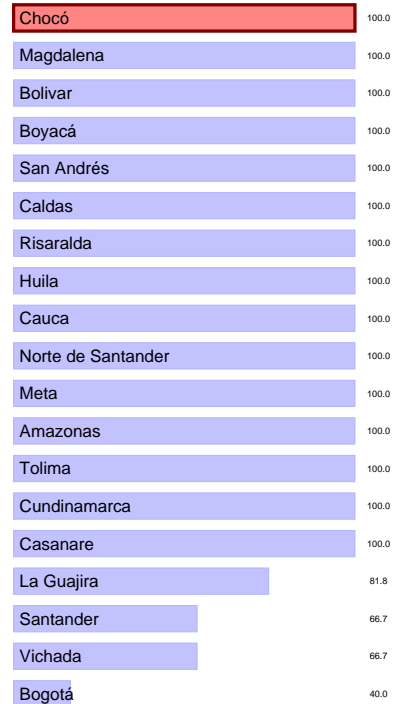 Chocó 100.0
Magdalena 100.0
Bolivar 100.0
Boyacá 100.0
San Andrés 100.0
Caldas 100.0
Risaralda 100.0
Huila 100.0
Cauca 100.0
Norte de Santander 100.0
Meta 100.0
Amazonas 100.0
Tolima 100.0
Cundinamarca 100.0
Casanare 100.0
La Guajira 81.8
Santander 66.7
Vichada 66.7
Bogotá 40.0